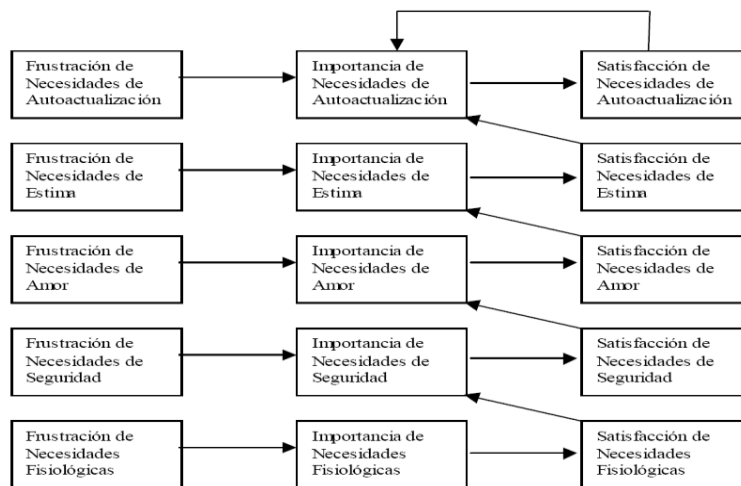 Frustración de
Necesidades de
Autoactualización
Importancia de
Necesidades de
Autoactualización
Satisfacción de
Necesidades de
Autoactualización
Frustración de
Necesidades de
Estima
Importancia de
Necesidades de
Estima
Satisfacción de
Necesidades de
Estima
Frustración de
Necesidades de
Amor
Importancia de
Necesidades de
Amor
Satisfacción de
Necesidades de
Amor
Frustración de
Necesidades de
Seguridad
Importancia de
Necesidades de
Seguridad
Satisfacción de
Necesidades de
Seguridad
Frustración de
Necesidades
Fisiológicas
Importancia de
Necesidades
Fisiológicas
Satisfacción de
Necesidades
Fisiológicas